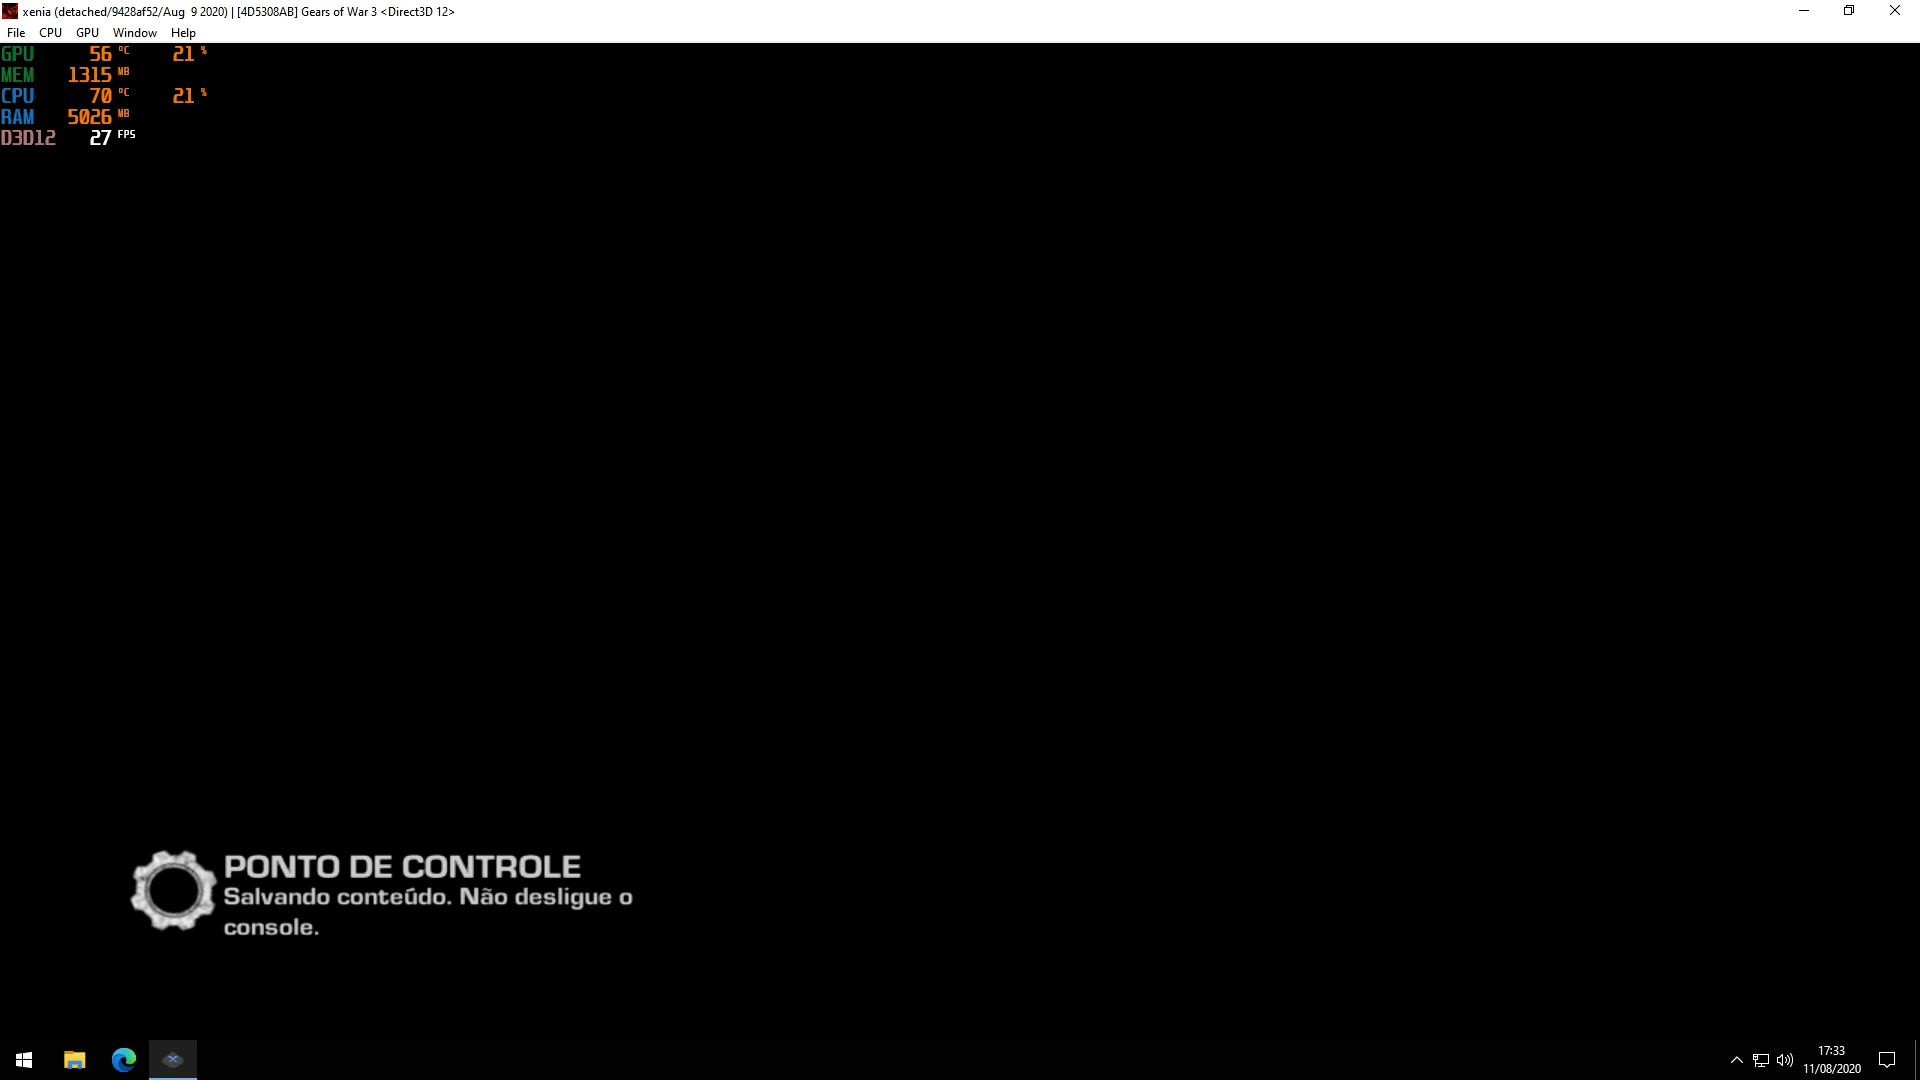 xenia (detached/9428af52/Aug  9 2020) | [4D5308AB] Gears of War 3 <Direct3D 12>
File CPU GPU Window Help
GPU 56 °C 21 %
MEM 1315 MB
CPU 70 °C 21 %
RAM 5026 MB
D3D12 27 FPS
PONTO DE CONTROLE
Salvando conteúdo. Não desligue o
console.
17:33
11/08/2020